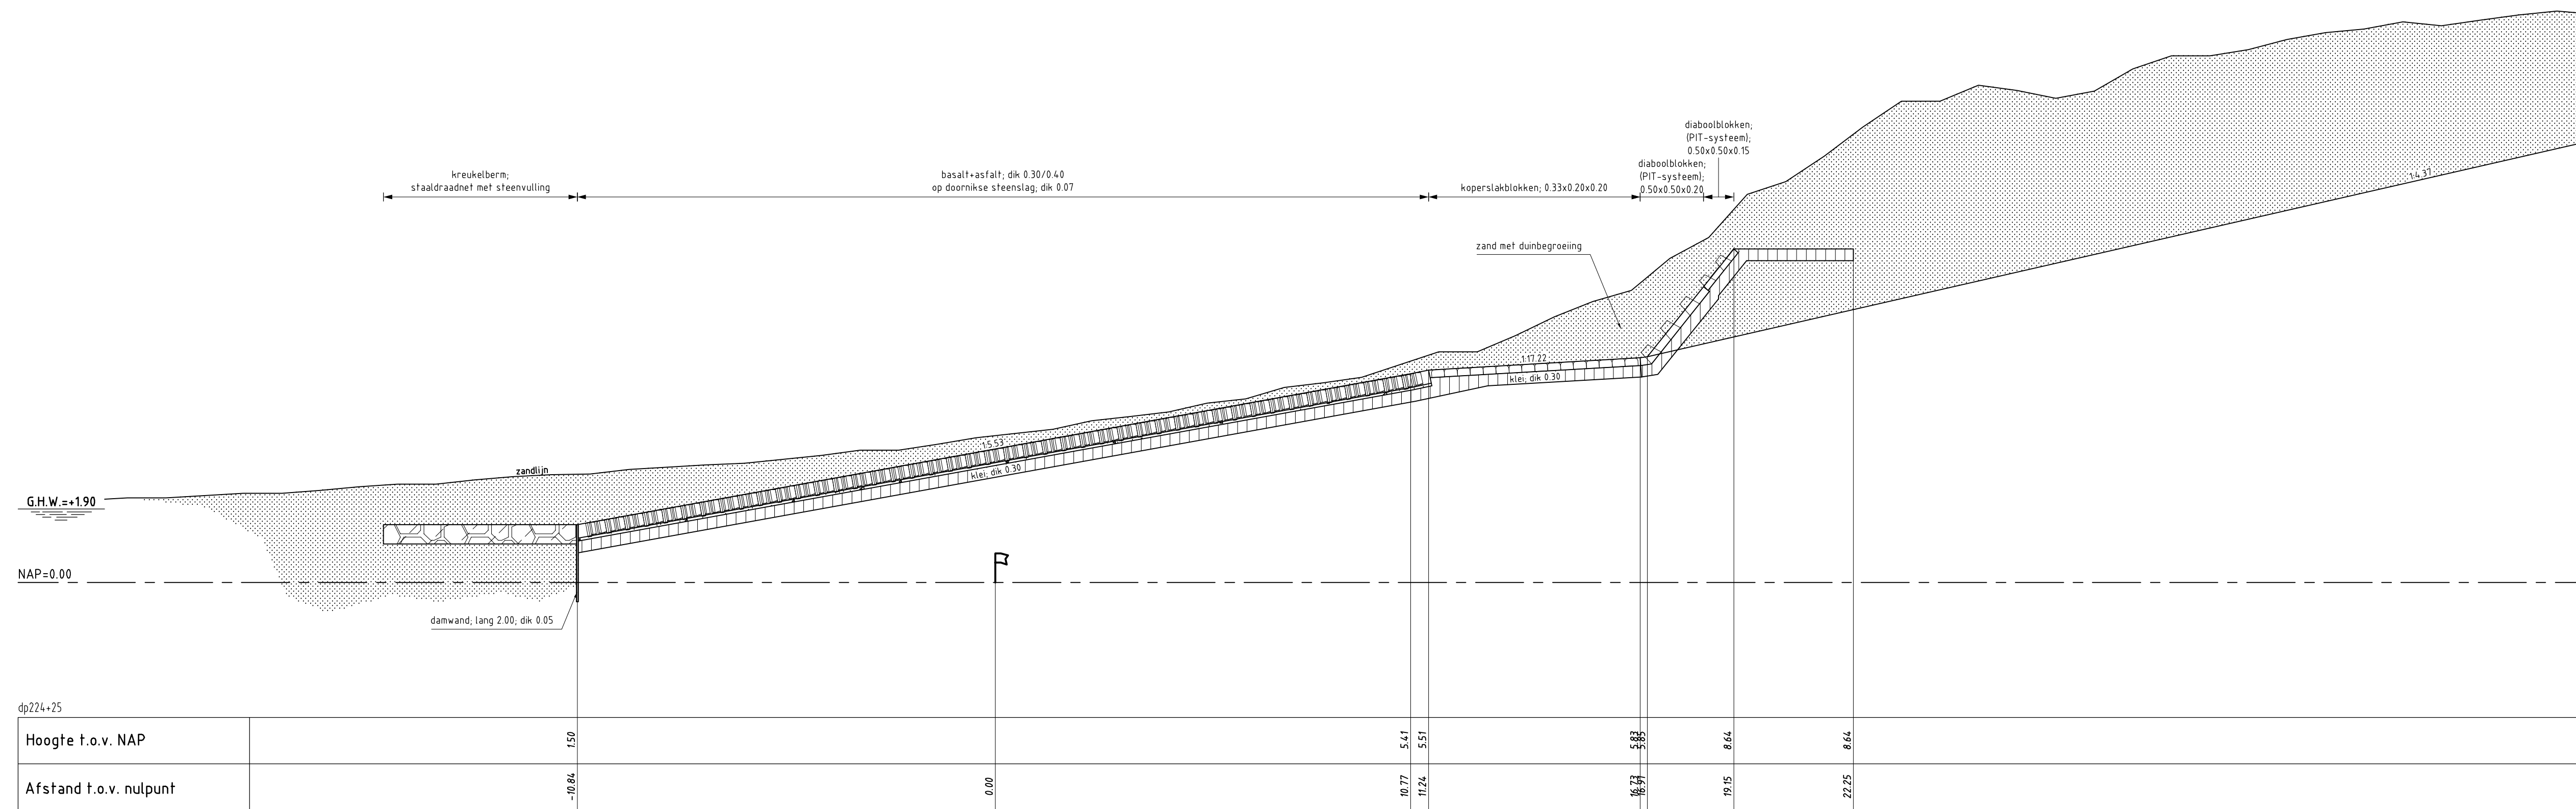 diaboolblokken;
(PIT-systeem);
0.50x0.50x0.15
diaboolblokken;
(PIT-systeem);
0.50x0.50x0.20
kreukelberm;
staaldraadnet met steenvulling
basalt+asfalt; dik 0.30/0.40
op doornikse steenslag; dik 0.07
koperslakblokken; 0.33x0.20x0.20
1:4.37
zand met duinbegroeiing
1:17.22
klei; dik 0.30
1:5.53
klei; dik 0.30
zandlijn
G.H.W.=+1.90
NAP=0.00
damwand; lang 2.00; dik 0.05
dp224+25
Hoogte t.o.v. NAP 1.50 5.41 5.51 5.83 5.85 8.64 8.64
Afstand t.o.v. nulpunt -10.84 0.00 10.77 11.24 16.73 16.91 19.15 22.25